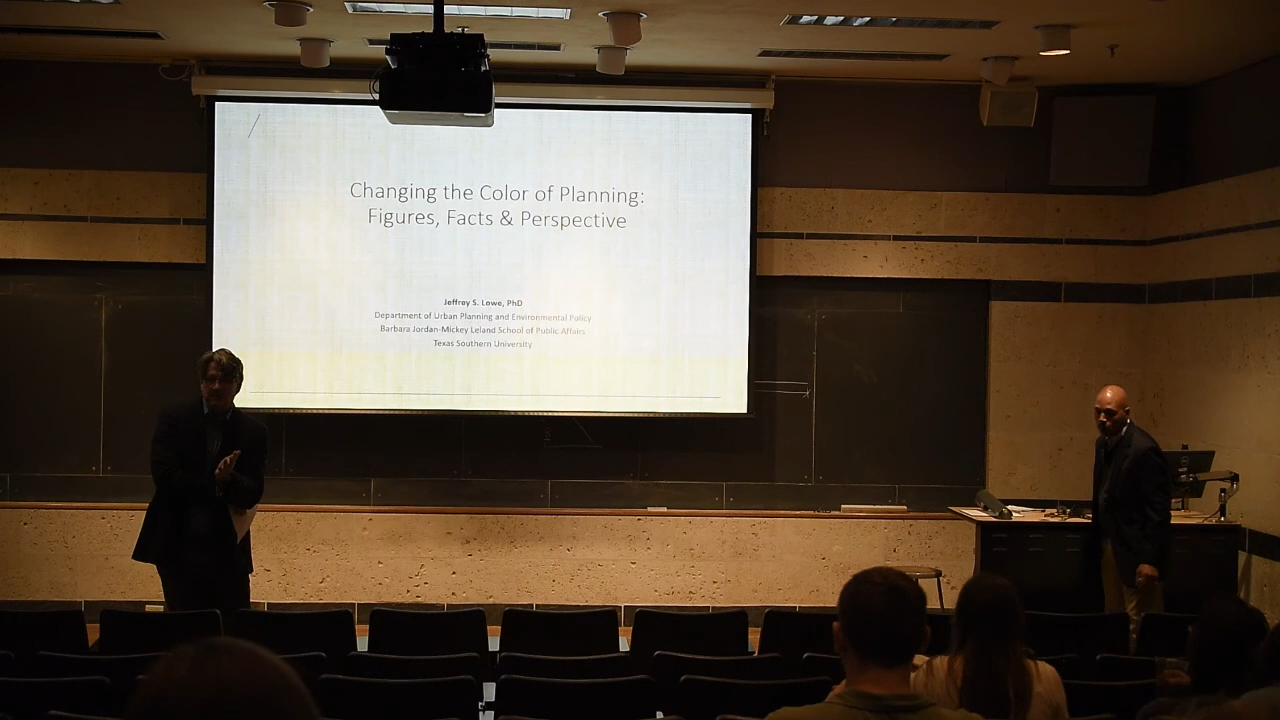 Changing the Color of Planning:
Figures, Facts & Perspective
Jeffrey S. Lowe, PhD
Department of Urban Planning and Environmental Policy
Barbara Jordan-Mickey Leland School of Public Affairs
Texas Southern University